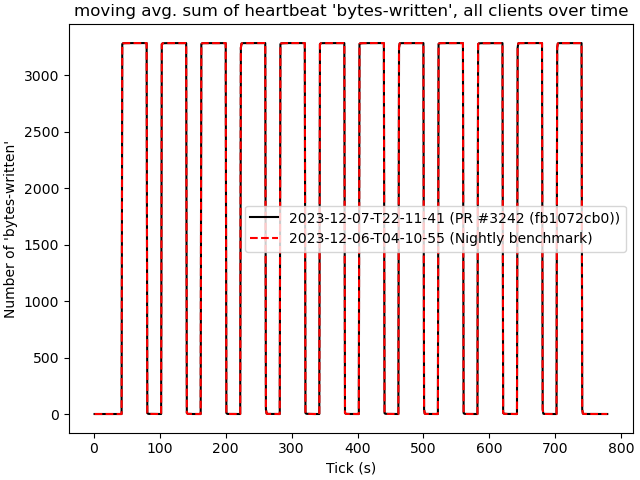 moving avg. sum of heartbeat 'bytes-written', all clients over time
Number of 'bytes-written'
3000
2500
2000
1500
1000
500
0
2023-12-07-T22-11-41 (PR #3242 (fb1072cb0))
2023-12-06-T04-10-55 (Nightly benchmark)
0 100 200 300 400 500 600 700 800
Tick (s)